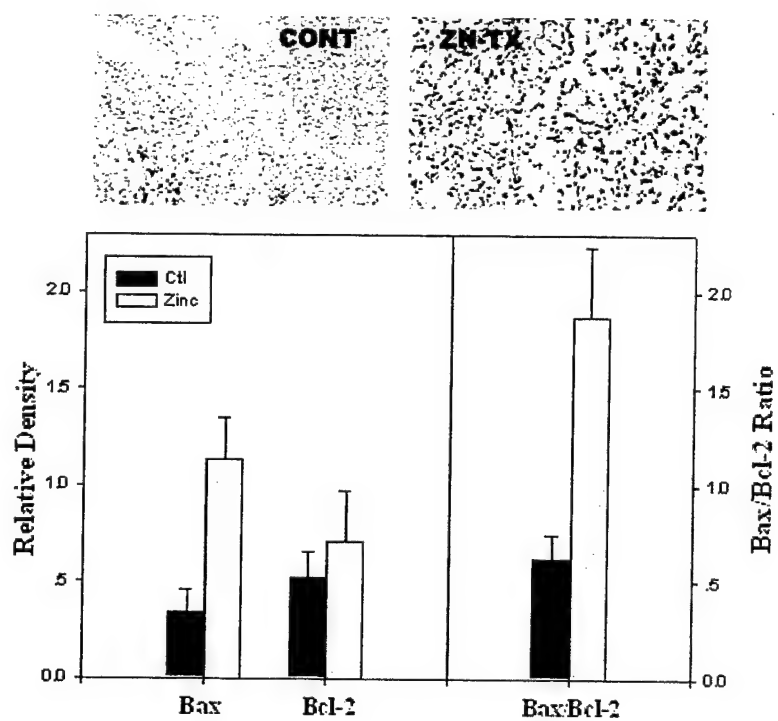 CONT
ZN-TX
Ctl
Zinc
Relative Density
2.0
1.5
1.0
.5
0.0
Bax/Bcl-2 Ratio
2.0
1.5
1.0
.5
0.0
Bax
Bcl-2
Bax/Bcl-2